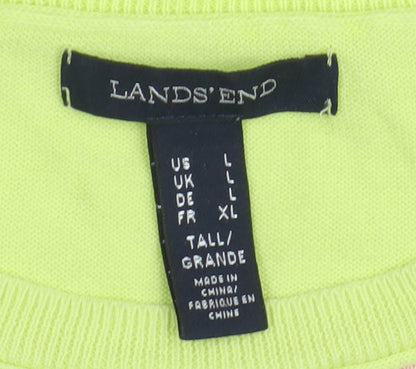 LANDS' END
US L
UK L
DE L
FR XL
TALL/
GRANDE
MADE IN
CHINA/
FABRIQUE EN
CHINE